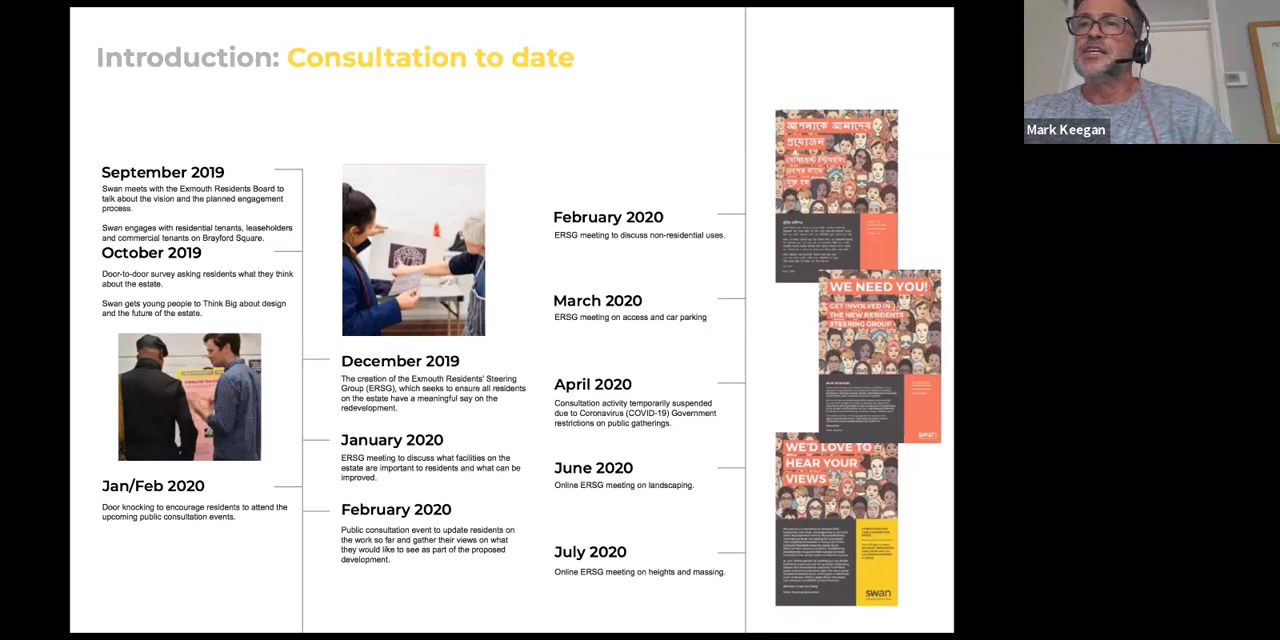 Introduction: Consultation to date
September 2019
Swan meets with the Exmouth Residents Board to
talk about the vision and the planned engagement
process.
Swan engages with residential tenants, leaseholders
and commercial tenants on Brayford Square.
October 2019
Door-to-door survey asking residents what they think
about the estate.
Swan gets young people to Think Big about design
and the future of the estate.
Jan/Feb 2020
Door knocking to encourage residents to attend the
upcoming public consultation events.
December 2019
The creation of the Exmouth Residents' Steering
Group (ERSG), which seeks to ensure all residents
on the estate have a meaningful say on the
redevelopment.
January 2020
ERSG meeting to discuss what facilities on the
estate are important to residents and what can be
improved.
February 2020
Public consultation event to update residents on
the work so far and gather their views on what
they would like to see as part of the proposed
development.
February 2020
ERSG meeting to discuss non-residential uses.
March 2020
ERSG meeting on access and car parking
April 2020
Consultation activity temporarily suspended
due to Coronavirus (COVID-19) Government
restrictions on public gatherings.
June 2020
Online ERSG meeting on landscaping.
July 2020
Online ERSG meeting on heights and massing.
আপনাকে আমাদের
প্রয়োজন
WE NEED YOU!
GET INVOLVED IN
THE NEW RESIDENTS
STEERING GROUP
swan
WE'D LOVE TO
HEAR YOUR
VIEWS
swan
Mark Keegan